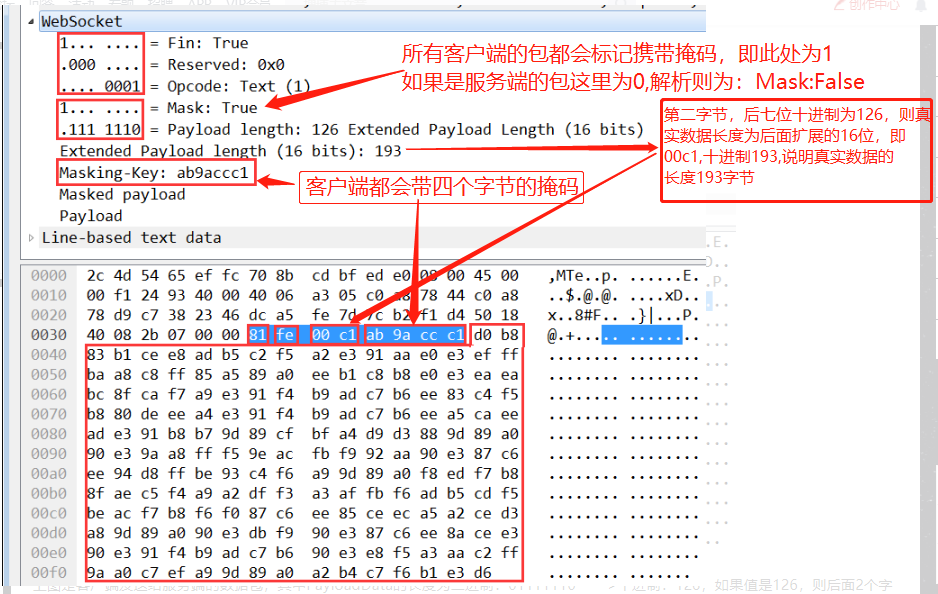 创作中心
WebSocket
1... .... = Fin: True
.000 .... = Reserved: 0x0
.... 0001 = Opcode: Text (1)
1... .... = Mask: True
.111 1110 = Payload length: 126 Extended Payload Length (16 bits)
Extended Payload length (16 bits): 193
Masking-Key: ab9accc1
Masked payload
Payload
Line-based text data
所有客户端的包都会标记携带掩码，即此处为1
如果是服务端的包这里为0,解析则为：Mask:False
第二字节，后七位十进制为126，则真
实数据长度为后面扩展的16位，即
00c1,十进制193,说明真实数据的
长度193字节
客户端都会带四个字节的掩码
0000 2c 4d 54 65 ef fc 70 8b cd bf ed e0 08 00 45 00 ,MTe..p. ......E.
0010 00 f1 24 93 40 00 40 06 a3 05 c0 a8 78 44 c0 a8 ..$.@.@. ....xD..
0020 78 d9 c7 38 23 46 dc a5 fe 7d 7c b2 f1 d4 50 18 x..8#F.. .}|...P.
0030 40 08 2b 07 00 00 81 fe 00 c1 ab 9a cc c1 d0 b8 @.+..... ........
0040 83 b1 ce e8 ad b5 c2 f5 a2 e3 91 aa e0 e3 ef ff ........ ........
0050 ba a8 c8 ff 85 a5 89 a0 ee b1 c8 b8 e0 e3 ea ea ........ ........
0060 bc 8f ca f7 a9 e3 91 f4 b9 ad c7 b6 ee 83 c4 f5 ........ ........
0070 b8 80 de ee a4 e3 91 f4 b9 ad c7 b6 ee a5 ca ee ........ ........
0080 ad e3 91 b8 b7 9d 89 cf bf a4 d9 d3 88 9d 89 a0 ........ ........
0090 90 e3 9a a8 ff f5 9e ac fb f9 92 aa 90 e3 87 c6 ........ ........
00a0 ee 94 d8 ff be 93 c4 f6 a9 9d 89 a0 f8 ed f7 b8 ........ ........
00b0 8f ae c5 f4 a9 a2 df f3 a3 af fb f6 ad b5 cd f5 ........ ........
00c0 be ac f7 b8 f6 f0 87 c6 ee 85 ce ec a5 a2 ce d3 ........ ........
00d0 a8 9d 89 a0 90 e3 db f9 90 e3 87 c6 ee 8a ce e3 ........ ........
00e0 90 e3 91 f4 b9 ad c7 b6 90 e3 e8 f5 a3 aa c2 ff ........ ........
00f0 9a a0 c7 ef a9 9d 89 a0 a2 b4 c7 f6 b1 e3 d6 ........ .......
如果值是126，则后面2个字